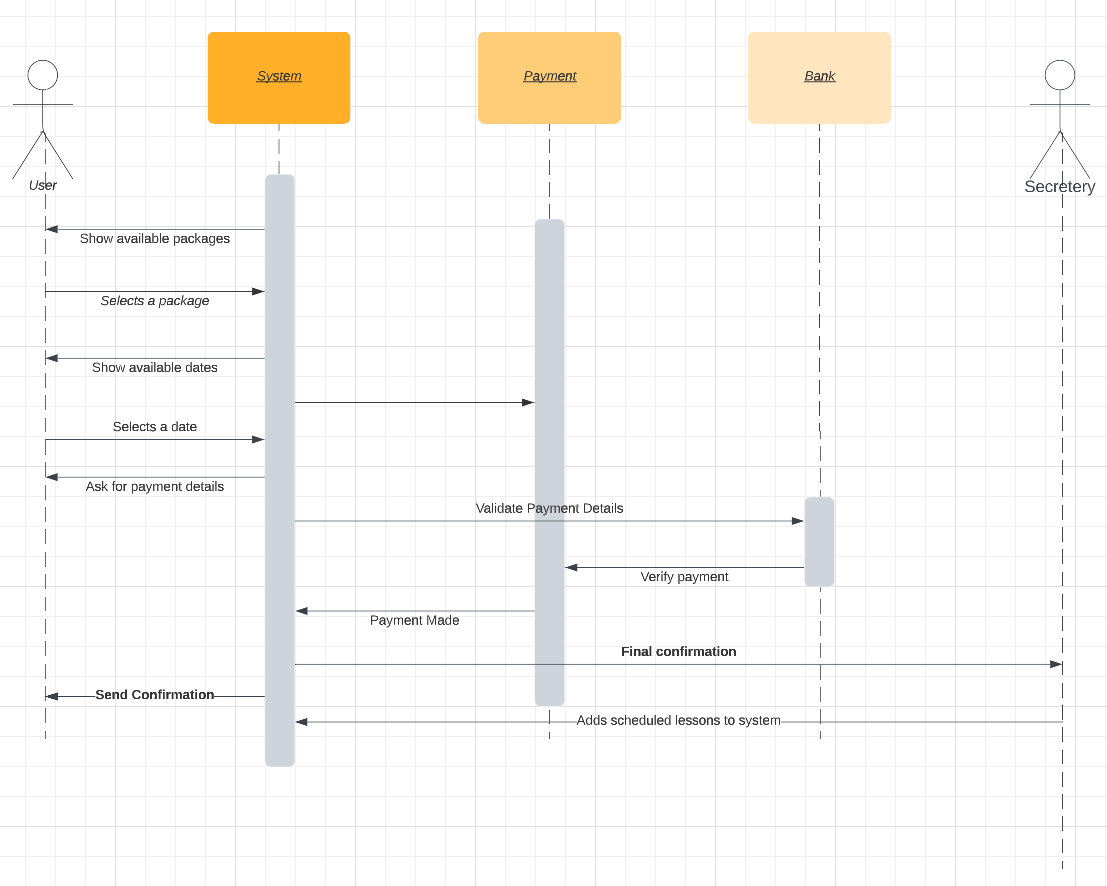 System
Payment
Bank
User
Secretery
Show available packages
Selects a package
Show available dates
Selects a date
Ask for payment details
Validate Payment Details
Verify payment
Payment Made
Final confirmation
Send Confirmation
Adds scheduled lessons to system